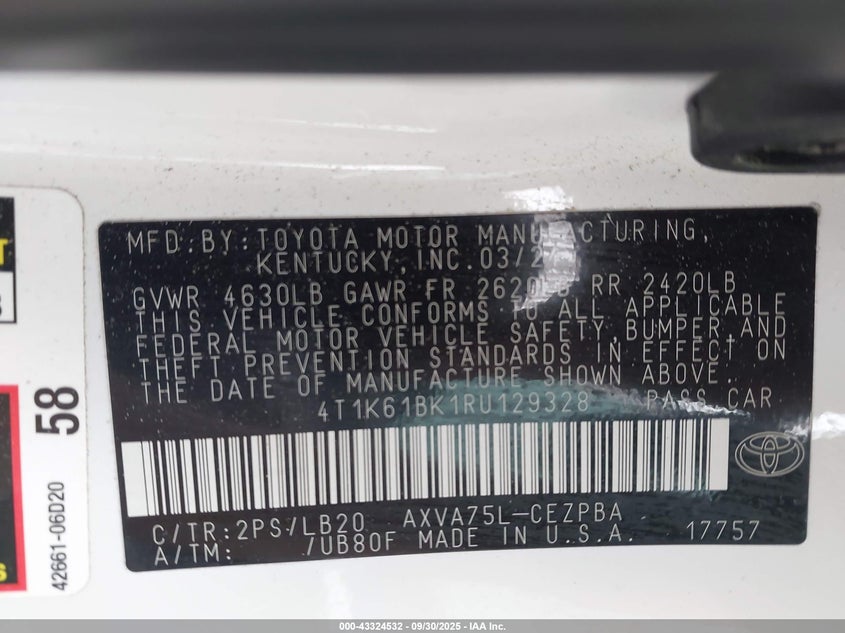 MFD. BY: TOYOTA MOTOR MANUFACTURING,
KENTUCKY, INC. 03/2
GVWR 4630LB GAWR FR 2620LB RR 2420LB
THIS VEHICLE CONFORMS TO ALL APPLICABLE
FEDERAL MOTOR VEHICLE SAFETY, BUMPER, AND
THEFT PREVENTION STANDARDS IN EFFECT ON
THE DATE OF MANUFACTURE SHOWN ABOVE.
4T1K61BK1RU129328 PASS CAR
C/TR: 2PS/LB20 AXVA75L-CEZPBA
A/TM: /UB80F MADE IN U.S.A. 17757
58
42661-06D20
000-43324532 - 09/30/2025 - IAA Inc.